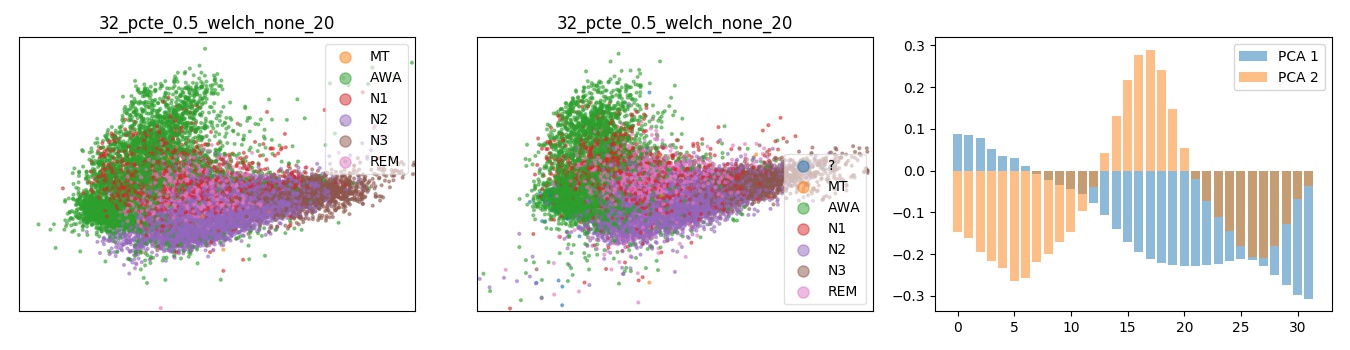 32_pcte_0.5_welch_none_20
MT
AWA
N1
N2
N3
REM
32_pcte_0.5_welch_none_20
?
MT
AWA
N1
N2
N3
REM
PCA 1
PCA 2
0.3
0.2
0.1
0.0
−0.1
−0.2
−0.3
0 5 10 15 20 25 30